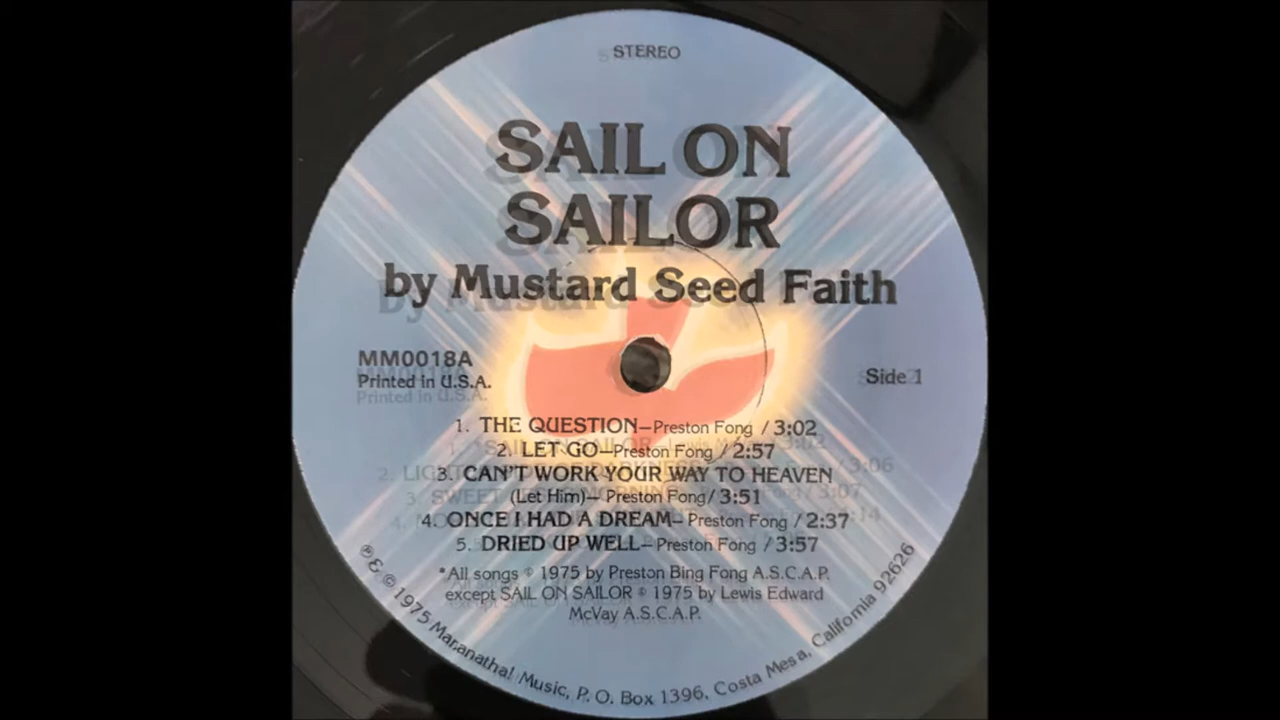 STEREO
SAIL ON
SAILOR
by Mustard Seed Faith
MM0018A
Printed in U.S.A.
Side 1
1. THE QUESTION—Preston Fong / 3:02
2. LET GO—Preston Fong / 2:57
3. CAN'T WORK YOUR WAY TO HEAVEN
(Let Him)— Preston Fong/ 3:51
4. ONCE I HAD A DREAM— Preston Fong / 2:37
5. DRIED UP WELL— Preston Fong / 3:57
*All songs © 1975 by Preston Bing Fong A.S.C.A.P.
except SAIL ON SAILOR © 1975 by Lewis Edward
McVay A.S.C.A.P.
℗ & © 1975 Maranatha! Music, P. O. Box 1396, Costa Mesa, California 92626